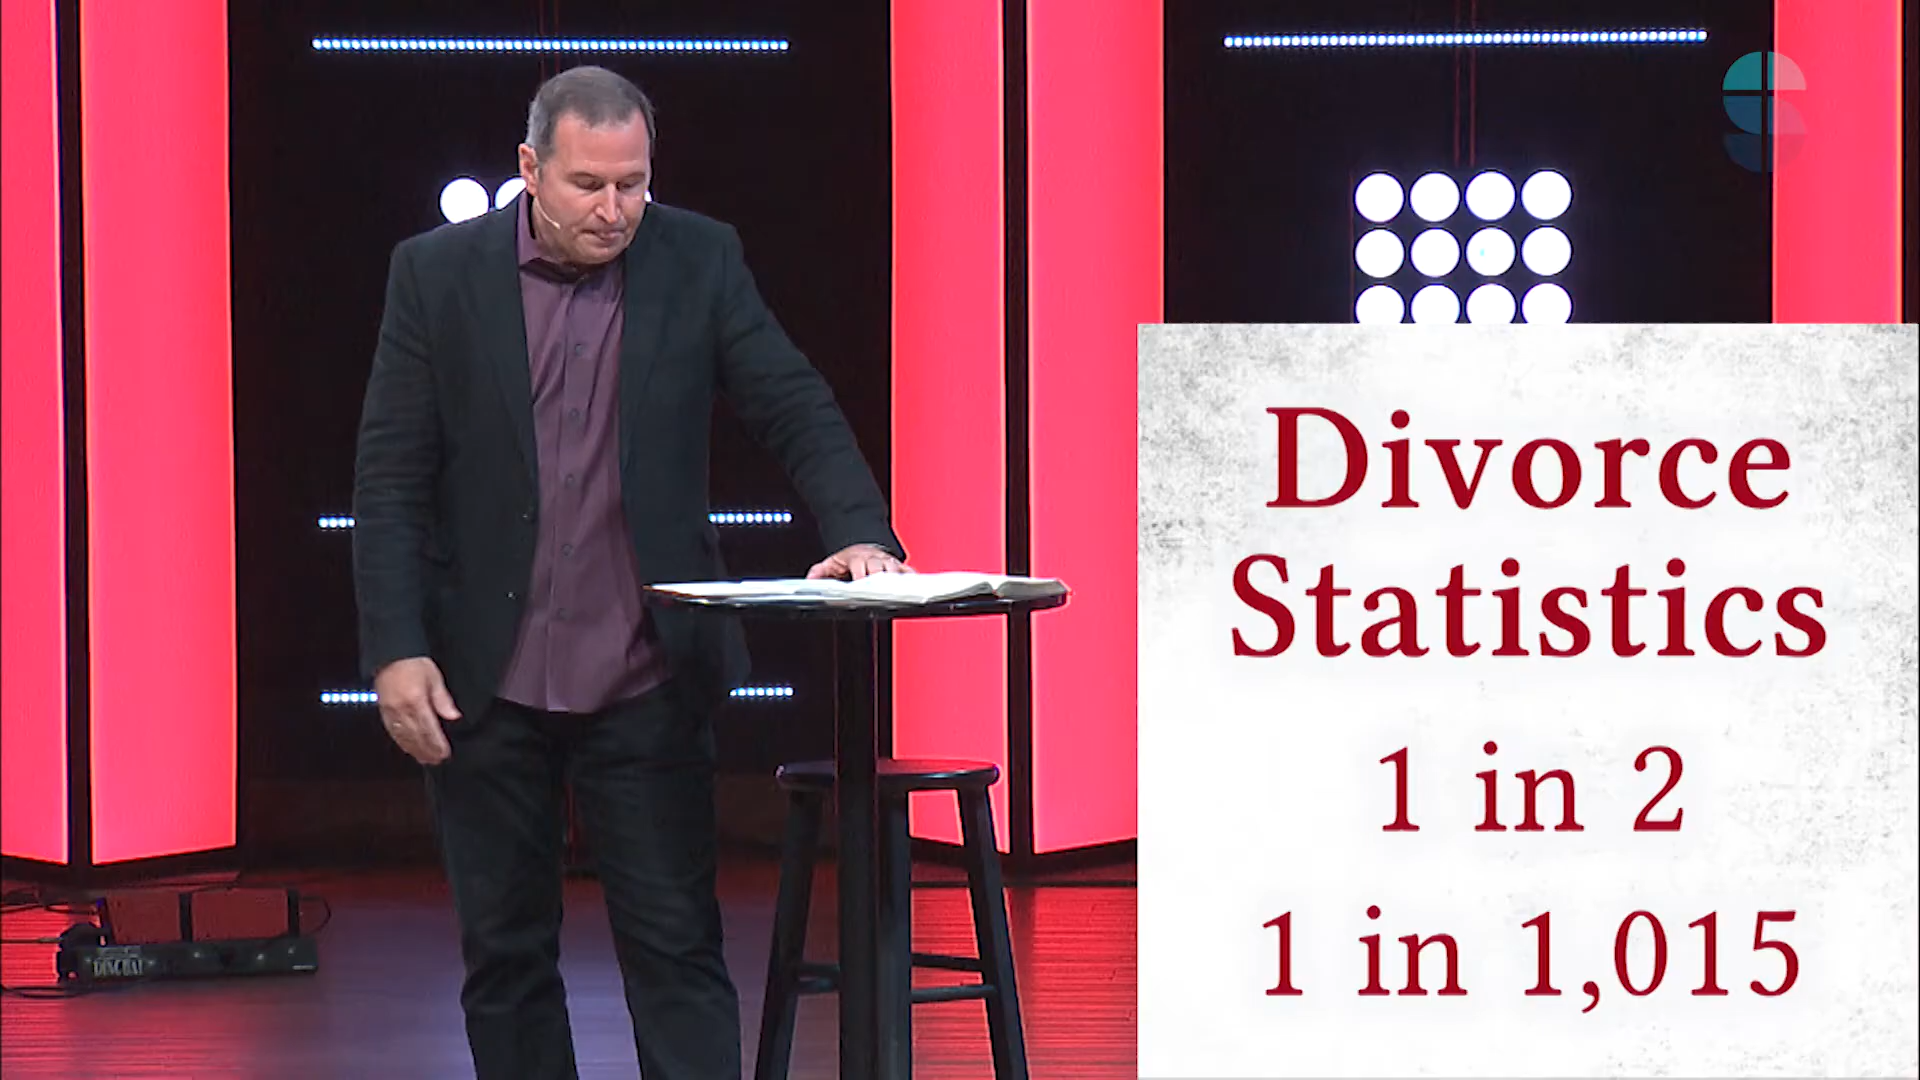 Divorce
Statistics
1 in 2
1 in 1,015